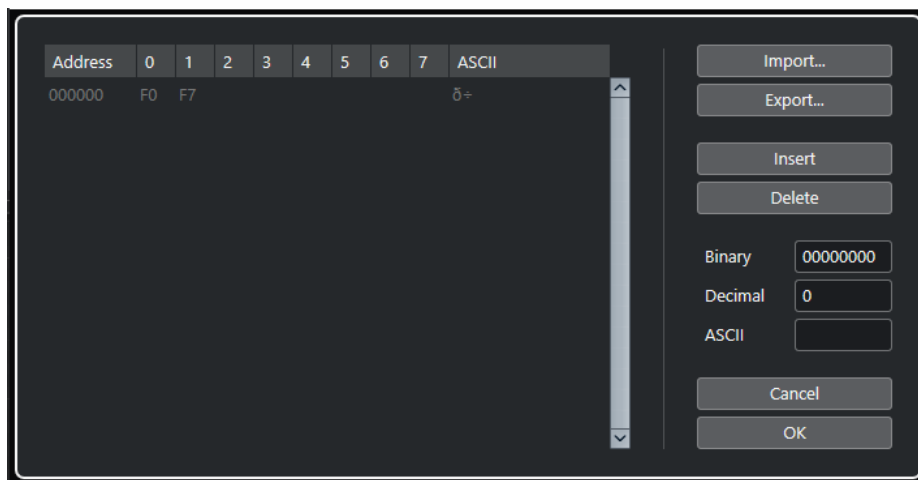 Address 0 1 2 3 4 5 6 7 ASCII
000000 F0 F7 ð÷
Import...
Export...
Insert
Delete
Binary 00000000
Decimal 0
ASCII
Cancel
OK